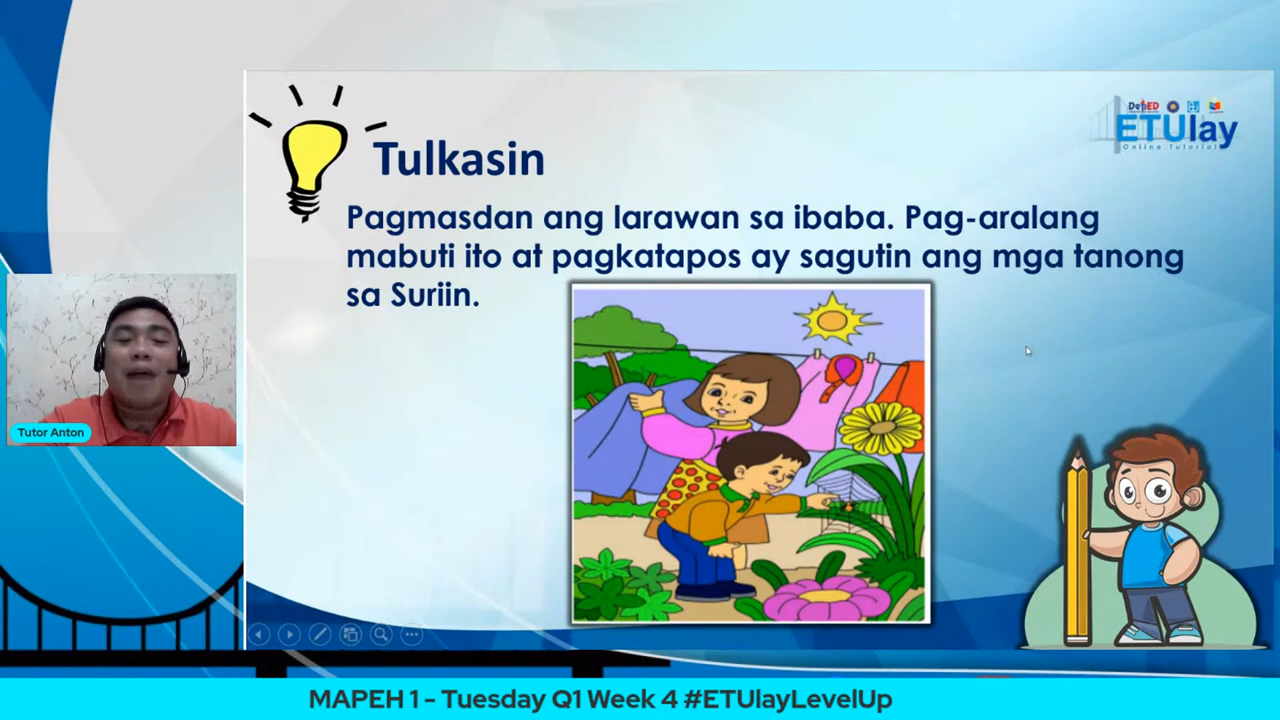 DepED
ETUlay
Online Tutorial
Tulkasin
Pagmasdan ang larawan sa ibaba. Pag-aralang
mabuti ito at pagkatapos ay sagutin ang mga tanong
sa Suriin.
Tutor Anton
MAPEH 1 - Tuesday Q1 Week 4 #ETUlayLevelUp